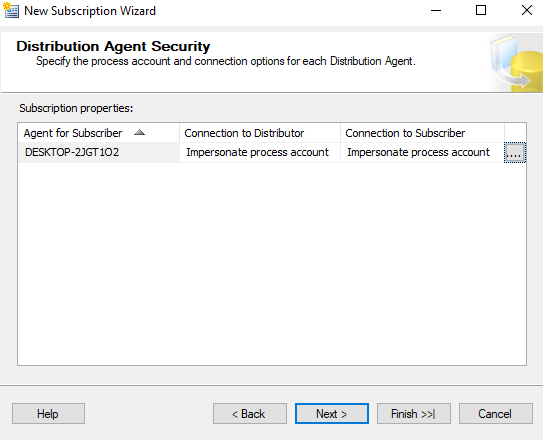 New Subscription Wizard
Distribution Agent Security
Specify the process account and connection options for each Distribution Agent.
Subscription properties:
Agent for Subscriber Connection to Distributor Connection to Subscriber
DESKTOP-2JGT1O2 Impersonate process account Impersonate process account ....
Help < Back Next > Finish >>| Cancel